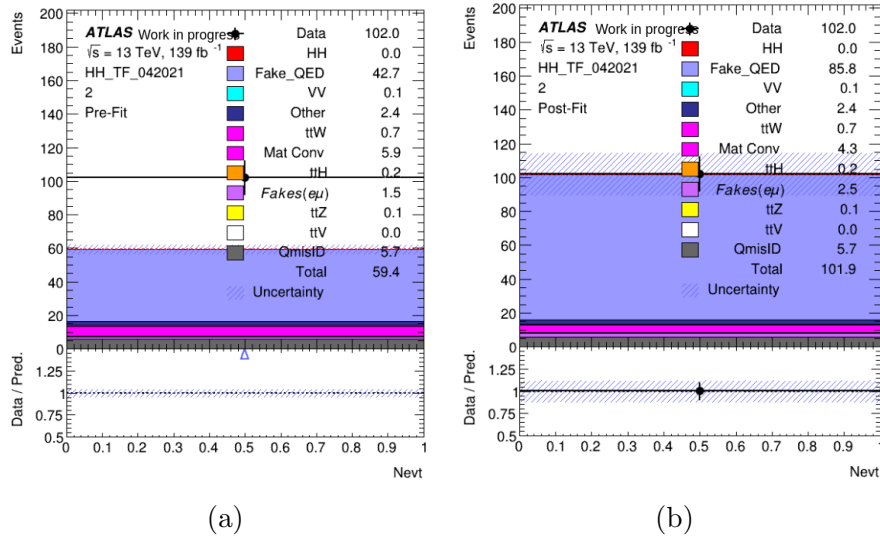 Events
200
180
160
140
120
100
80
60
40
20
0
ATLAS Work in progress
√s = 13 TeV, 139 fb⁻¹
HH_TF_042021
2
Pre-Fit
Data 102.0
HH 0.0
Fake_QED 42.7
VV 0.1
Other 2.4
ttW 0.7
Mat Conv 5.9
ttH 0.2
Fakes(eμ) 1.5
ttZ 0.1
ttV 0.0
QmisID 5.7
Total 59.4
Uncertainty
Data / Pred.
1.25
1
0.75
0.5
0 0.1 0.2 0.3 0.4 0.5 0.6 0.7 0.8 0.9 1
Nevt
(a)
Events
200
180
160
140
120
100
80
60
40
20
0
ATLAS Work in progress
√s = 13 TeV, 139 fb⁻¹
HH_TF_042021
2
Post-Fit
Data 102.0
HH 0.0
Fake_QED 85.8
VV 0.1
Other 2.4
ttW 0.7
Mat Conv 4.3
ttH 0.2
Fakes(eμ) 2.5
ttZ 0.1
ttV 0.0
QmisID 5.7
Total 101.9
Uncertainty
Data / Pred.
1.25
1
0.75
0.5
0 0.1 0.2 0.3 0.4 0.5 0.6 0.7 0.8 0.9 1
Nevt
(b)